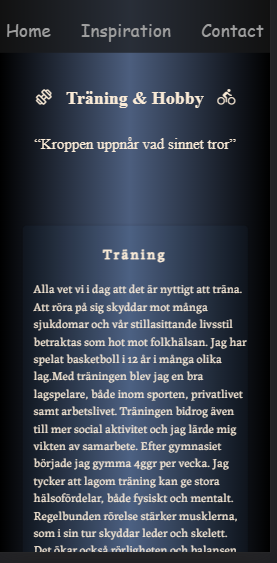 Home Inspiration Contact
Träning & Hobby
“Kroppen uppnår vad sinnet tror”
Träning
Alla vet vi i dag att det är nyttigt att träna.
Att röra på sig skyddar mot många
sjukdomar och vår stillasittande livsstil
betraktas som hot mot folkhälsan. Jag har
spelat basketboll i 12 år i många olika
lag.Med träningen blev jag en bra
lagspelare, både inom sporten, privatlivet
samt arbetslivet. Träningen bidrog även
till mer social aktivitet och jag lärde mig
vikten av samarbete. Efter gymnasiet
började jag gymma 4ggr per vecka. Jag
tycker att lagom träning kan ge stora
hälsofördelar, både fysiskt och mentalt.
Regelbunden rörelse stärker musklerna,
som i sin tur skyddar leder och skelett.
Det ökar också rörligheten och balansen